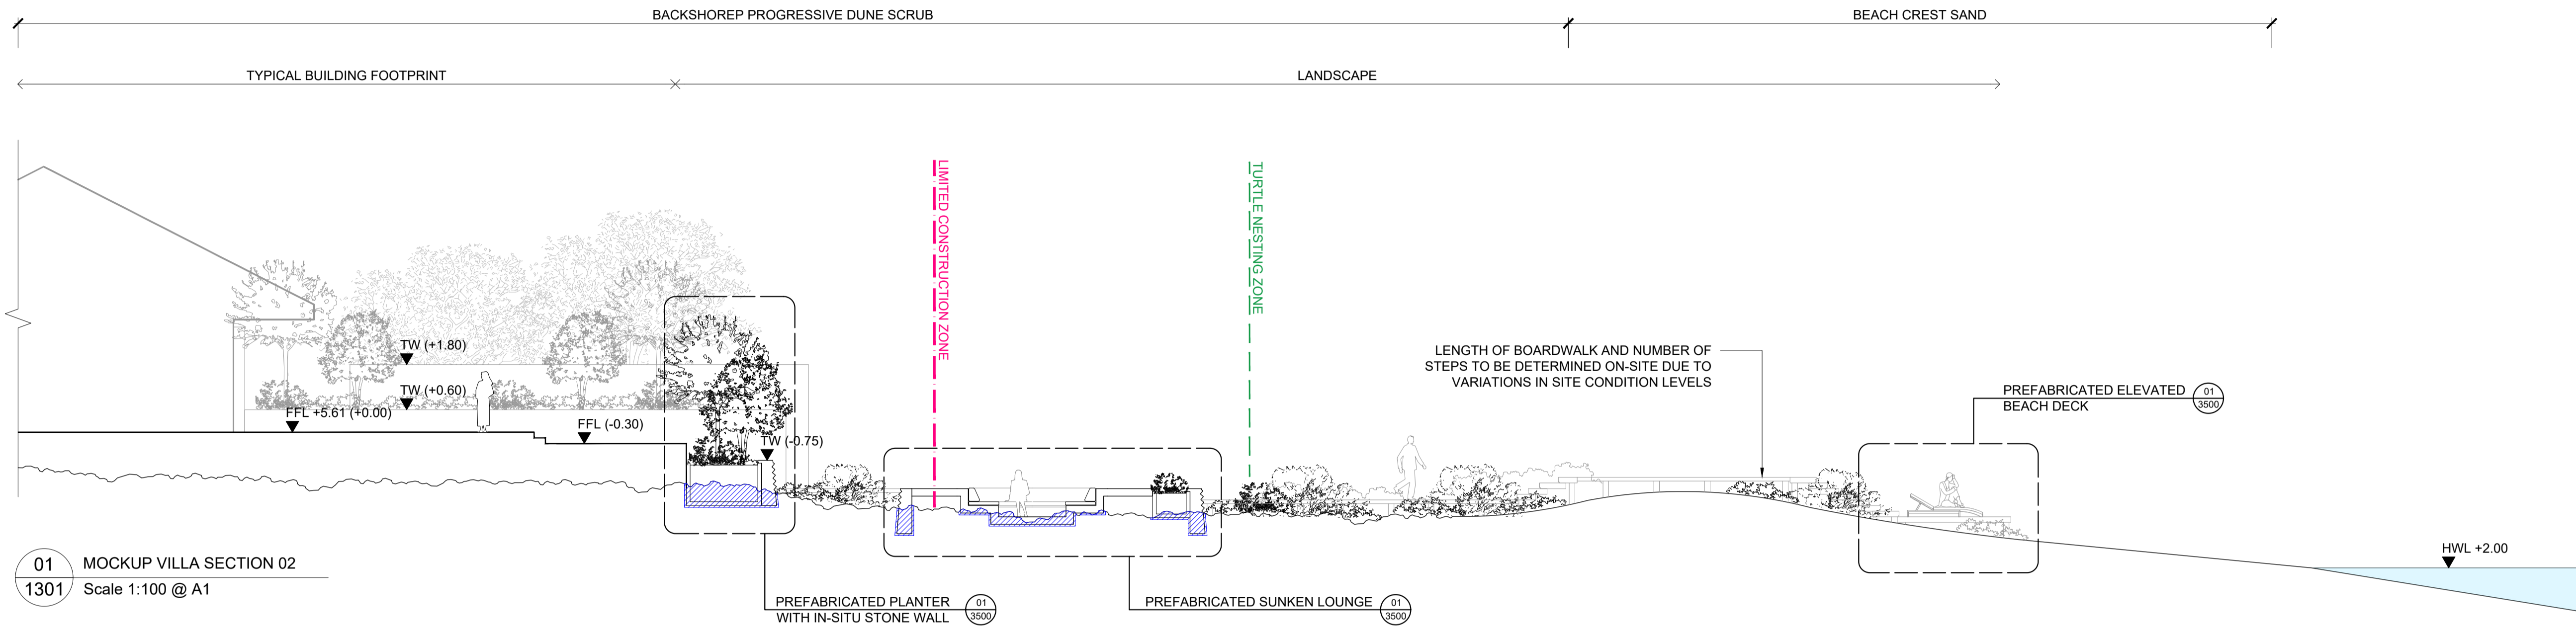 BACKSHOREP PROGRESSIVE DUNE SCRUB
BEACH CREST SAND
TYPICAL BUILDING FOOTPRINT
LANDSCAPE
LIMITED CONSTRUCTION ZONE
TURTLE NESTING ZONE
TW (+1.80)
TW (+0.60)
FFL +5.61 (+0.00)
FFL (-0.30)
TW (-0.75)
LENGTH OF BOARDWALK AND NUMBER OF
STEPS TO BE DETERMINED ON-SITE DUE TO
VARIATIONS IN SITE CONDITION LEVELS
PREFABRICATED ELEVATED
BEACH DECK
01
3500
HWL +2.00
01
1301
MOCKUP VILLA SECTION 02
Scale 1:100 @ A1
PREFABRICATED PLANTER
WITH IN-SITU STONE WALL
01
3500
PREFABRICATED SUNKEN LOUNGE
01
3500